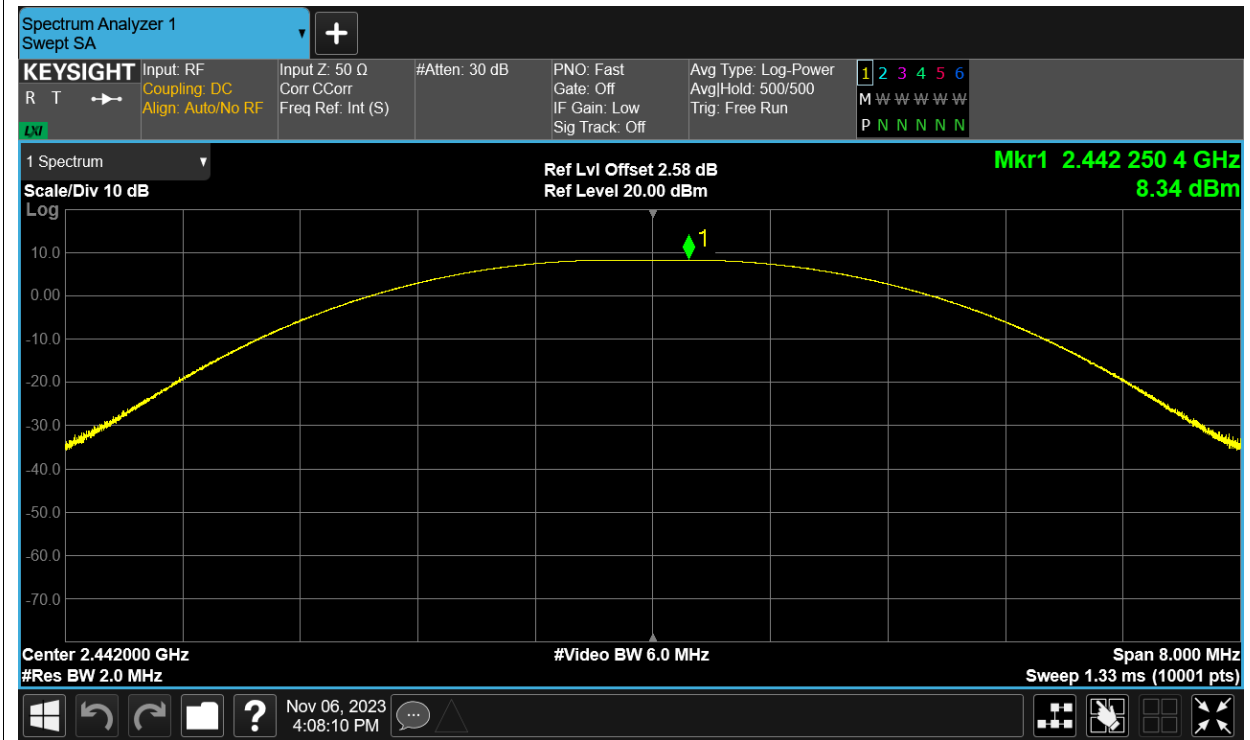 Spectrum Analyzer 1
Swept SA
KEYSIGHT
R T
LXI
Input: RF
Coupling: DC
Align: Auto/No RF
Input Z: 50 Ω
Corr CCorr
Freq Ref: Int (S)
#Atten: 30 dB
PNO: Fast
Gate: Off
IF Gain: Low
Sig Track: Off
Avg Type: Log-Power
Avg|Hold: 500/500
Trig: Free Run
1 2 3 4 5 6
M W W W W W
P N N N N N
1 Spectrum
Scale/Div 10 dB
Ref Lvl Offset 2.58 dB
Ref Level 20.00 dBm
Mkr1 2.442 250 4 GHz
8.34 dBm
Log
1
10.0
0.00
-10.0
-20.0
-30.0
-40.0
-50.0
-60.0
-70.0
Center 2.442000 GHz
#Res BW 2.0 MHz
#Video BW 6.0 MHz
Span 8.000 MHz
Sweep 1.33 ms (10001 pts)
?
Nov 06, 2023
4:08:10 PM